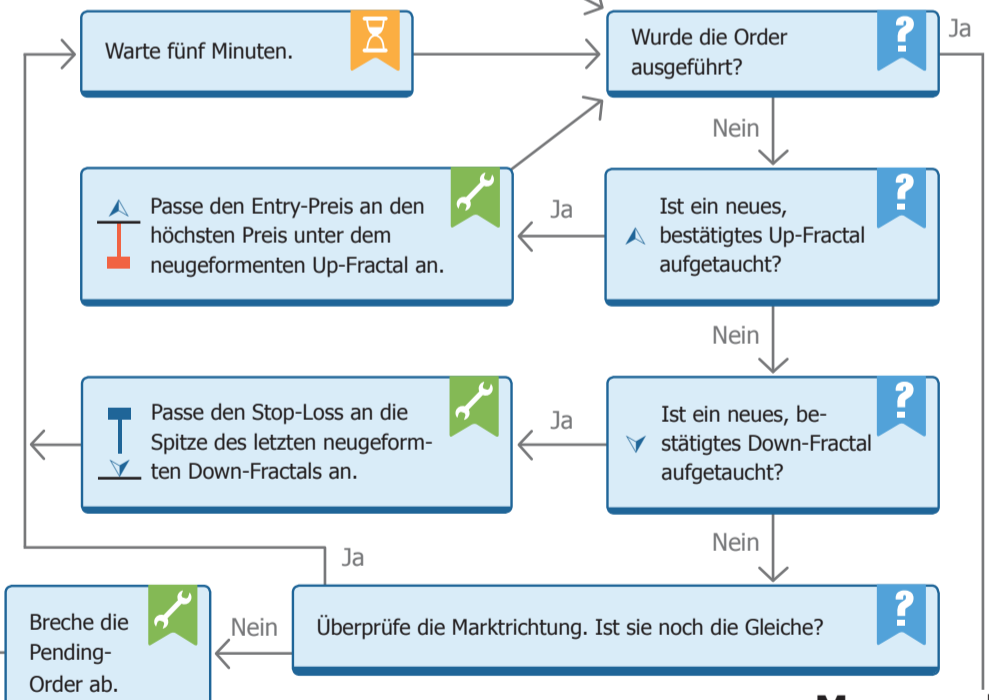 Warte fünf Minuten.
Wurde die Order
ausgeführt?
Ja
Nein
Passe den Entry-Preis an den
höchsten Preis unter dem
neugeformenten Up-Fractal an.
Ja
Ist ein neues,
bestätigtes Up-Fractal
aufgetaucht?
Nein
Passe den Stop-Loss an die
Spitze des letzten neugeform-
ten Down-Fractals an.
Ja
Ist ein neues, be-
stätigtes Down-Fractal
aufgetaucht?
Nein
Ja
Breche die
Pending-
Order ab.
Nein
Überprüfe die Marktrichtung. Ist sie noch die Gleiche?